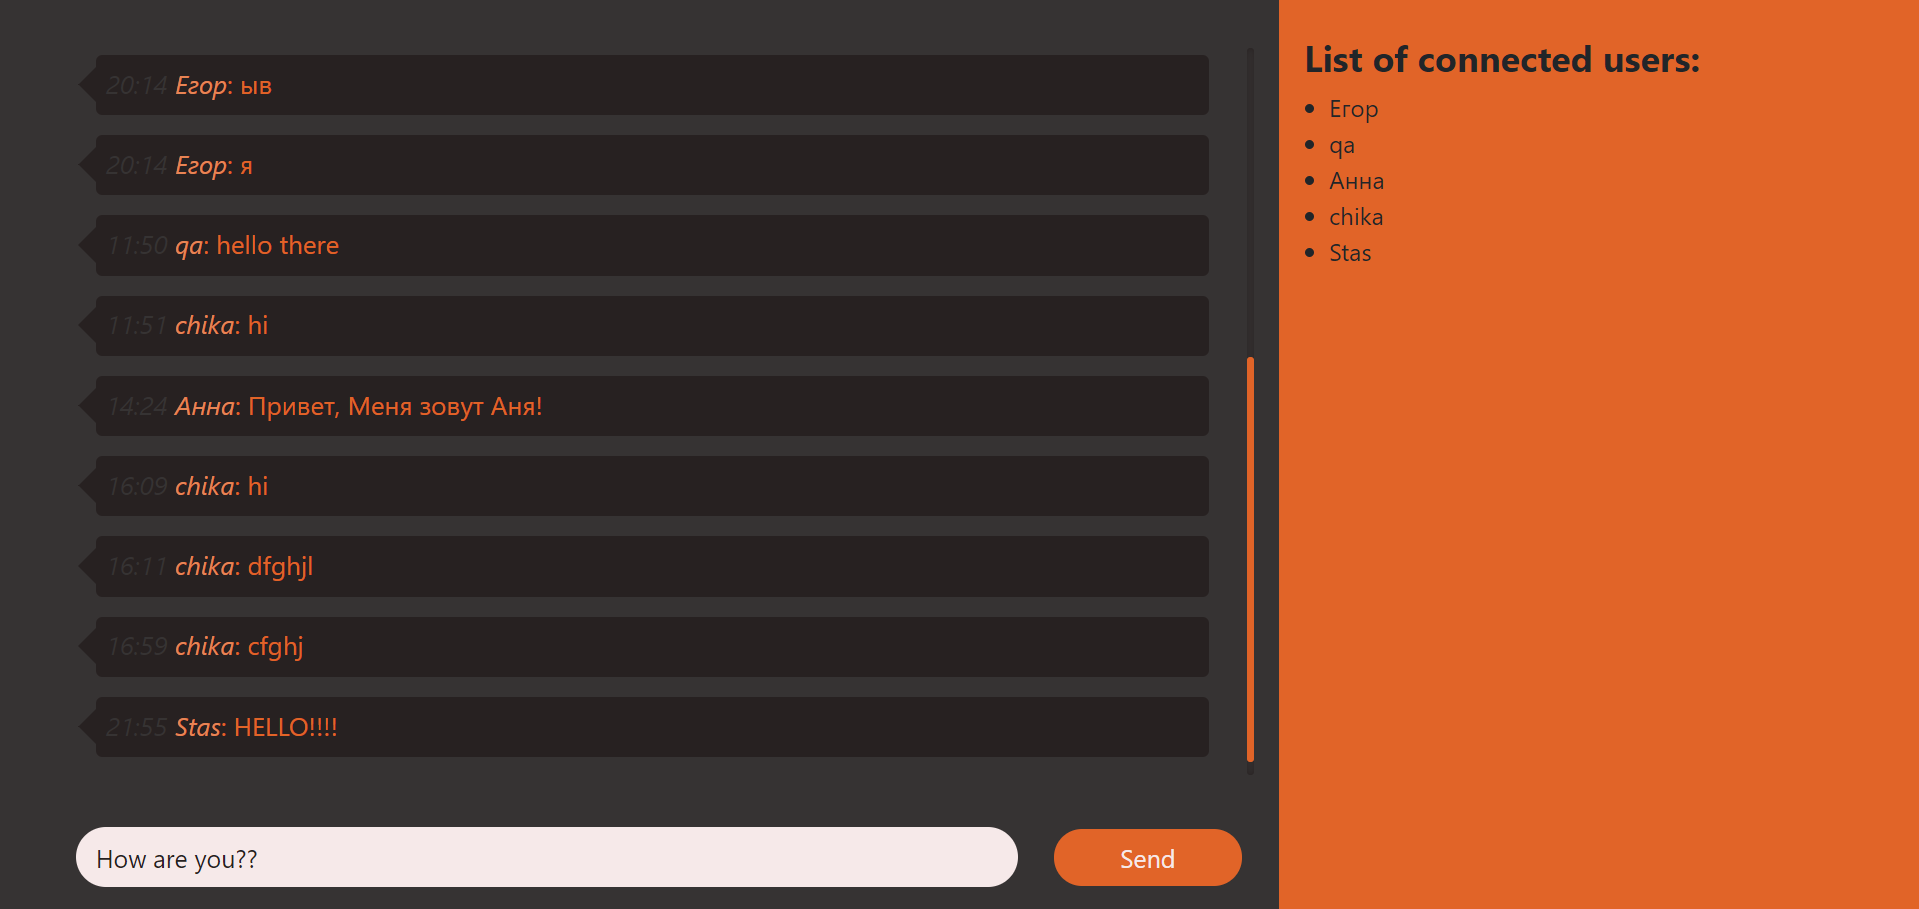 20:14 Егор: ыв
20:14 Егор: я
11:50 qa: hello there
11:51 chika: hi
14:24 Анна: Привет, Меня зовут Аня!
16:09 chika: hi
16:11 chika: dfghjl
16:59 chika: cfghj
21:55 Stas: HELLO!!!!
How are you??
Send
List of connected users:
Егор
qa
Анна
chika
Stas